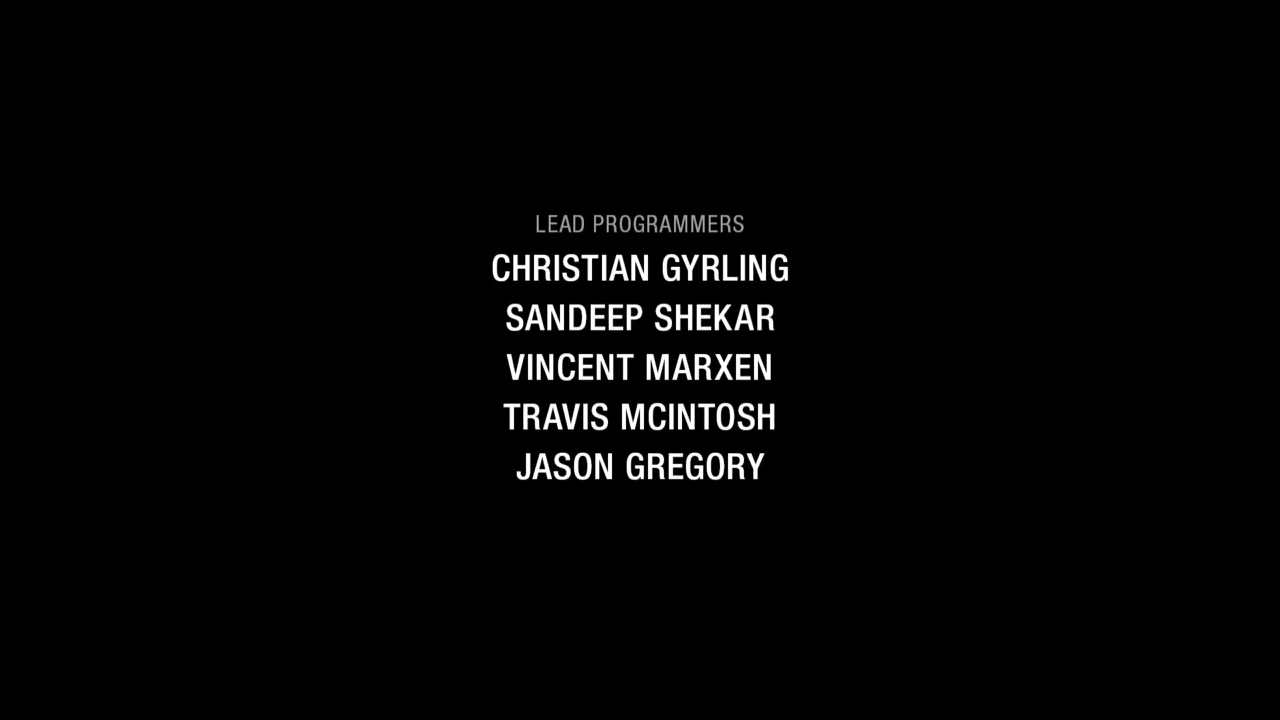 LEAD PROGRAMMERS
CHRISTIAN GYRLING
SANDEEP SHEKAR
VINCENT MARXEN
TRAVIS MCINTOSH
JASON GREGORY